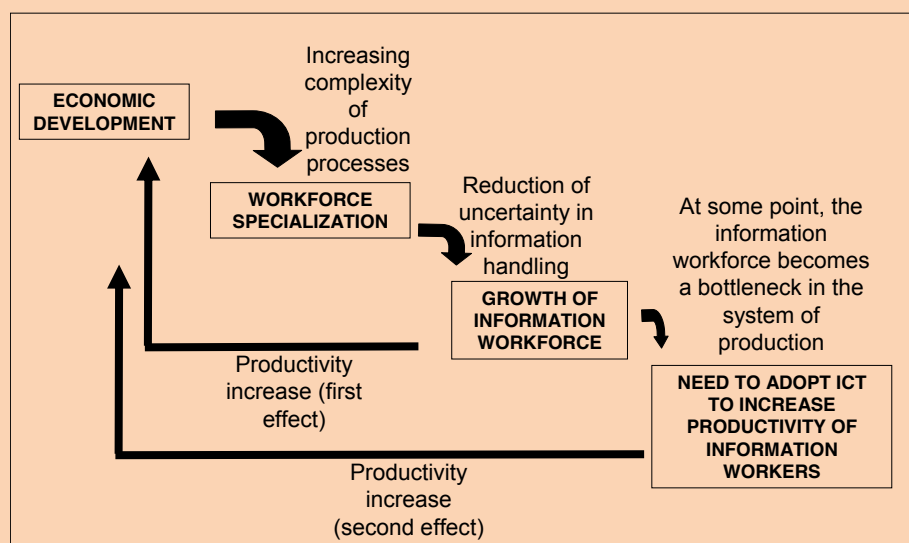 Increasing
complexity
of
production
processes
ECONOMIC
DEVELOPMENT
WORKFORCE
SPECIALIZATION
Reduction of
uncertainty in
information
handling
At some point, the
information
workforce becomes
a bottleneck in the
system of
production
GROWTH OF
INFORMATION
WORKFORCE
Productivity
increase (first
effect)
NEED TO ADOPT ICT
TO INCREASE
PRODUCTIVITY OF
INFORMATION
WORKERS
Productivity
increase
(second effect)